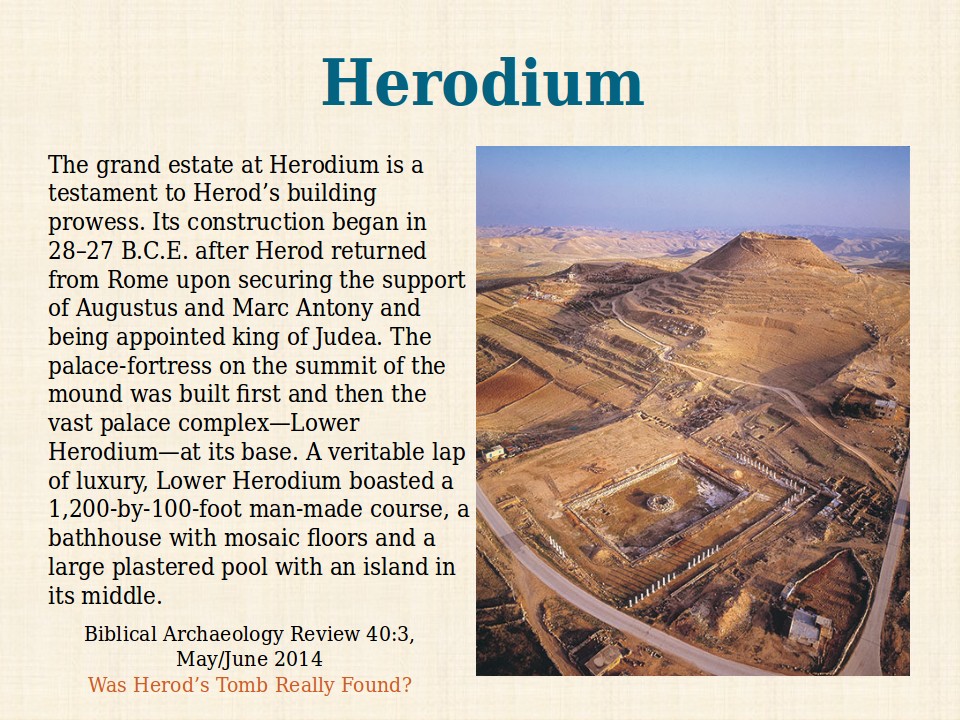 Herodium
The grand estate at Herodium is a
testament to Herod’s building
prowess. Its construction began in
28–27 B.C.E. after Herod returned
from Rome upon securing the support
of Augustus and Marc Antony and
being appointed king of Judea. The
palace-fortress on the summit of the
mound was built first and then the
vast palace complex—Lower
Herodium—at its base. A veritable lap
of luxury, Lower Herodium boasted a
1,200-by-100-foot man-made course, a
bathhouse with mosaic floors and a
large plastered pool with an island in
its middle.
Biblical Archaeology Review 40:3,
May/June 2014
Was Herod’s Tomb Really Found?